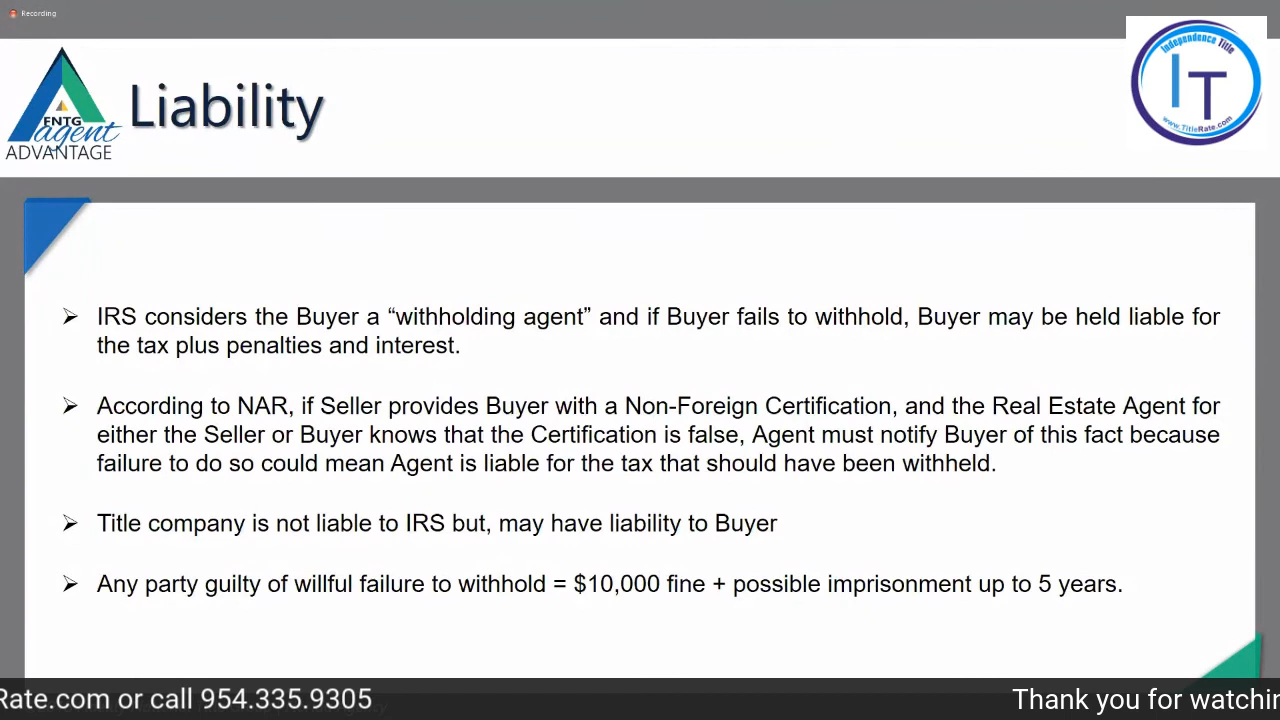 Recording
FNTG
agent
ADVANTAGE
Liability
Independence Title
IT
www.TitleRate.com
➢ IRS considers the Buyer a “withholding agent” and if Buyer fails to withhold, Buyer may be held liable for
the tax plus penalties and interest.
➢ According to NAR, if Seller provides Buyer with a Non-Foreign Certification, and the Real Estate Agent for
either the Seller or Buyer knows that the Certification is false, Agent must notify Buyer of this fact because
failure to do so could mean Agent is liable for the tax that should have been withheld.
➢ Title company is not liable to IRS but, may have liability to Buyer
➢ Any party guilty of willful failure to withhold = $10,000 fine + possible imprisonment up to 5 years.
Rate.com or call 954.335.9305
Thank you for watchin